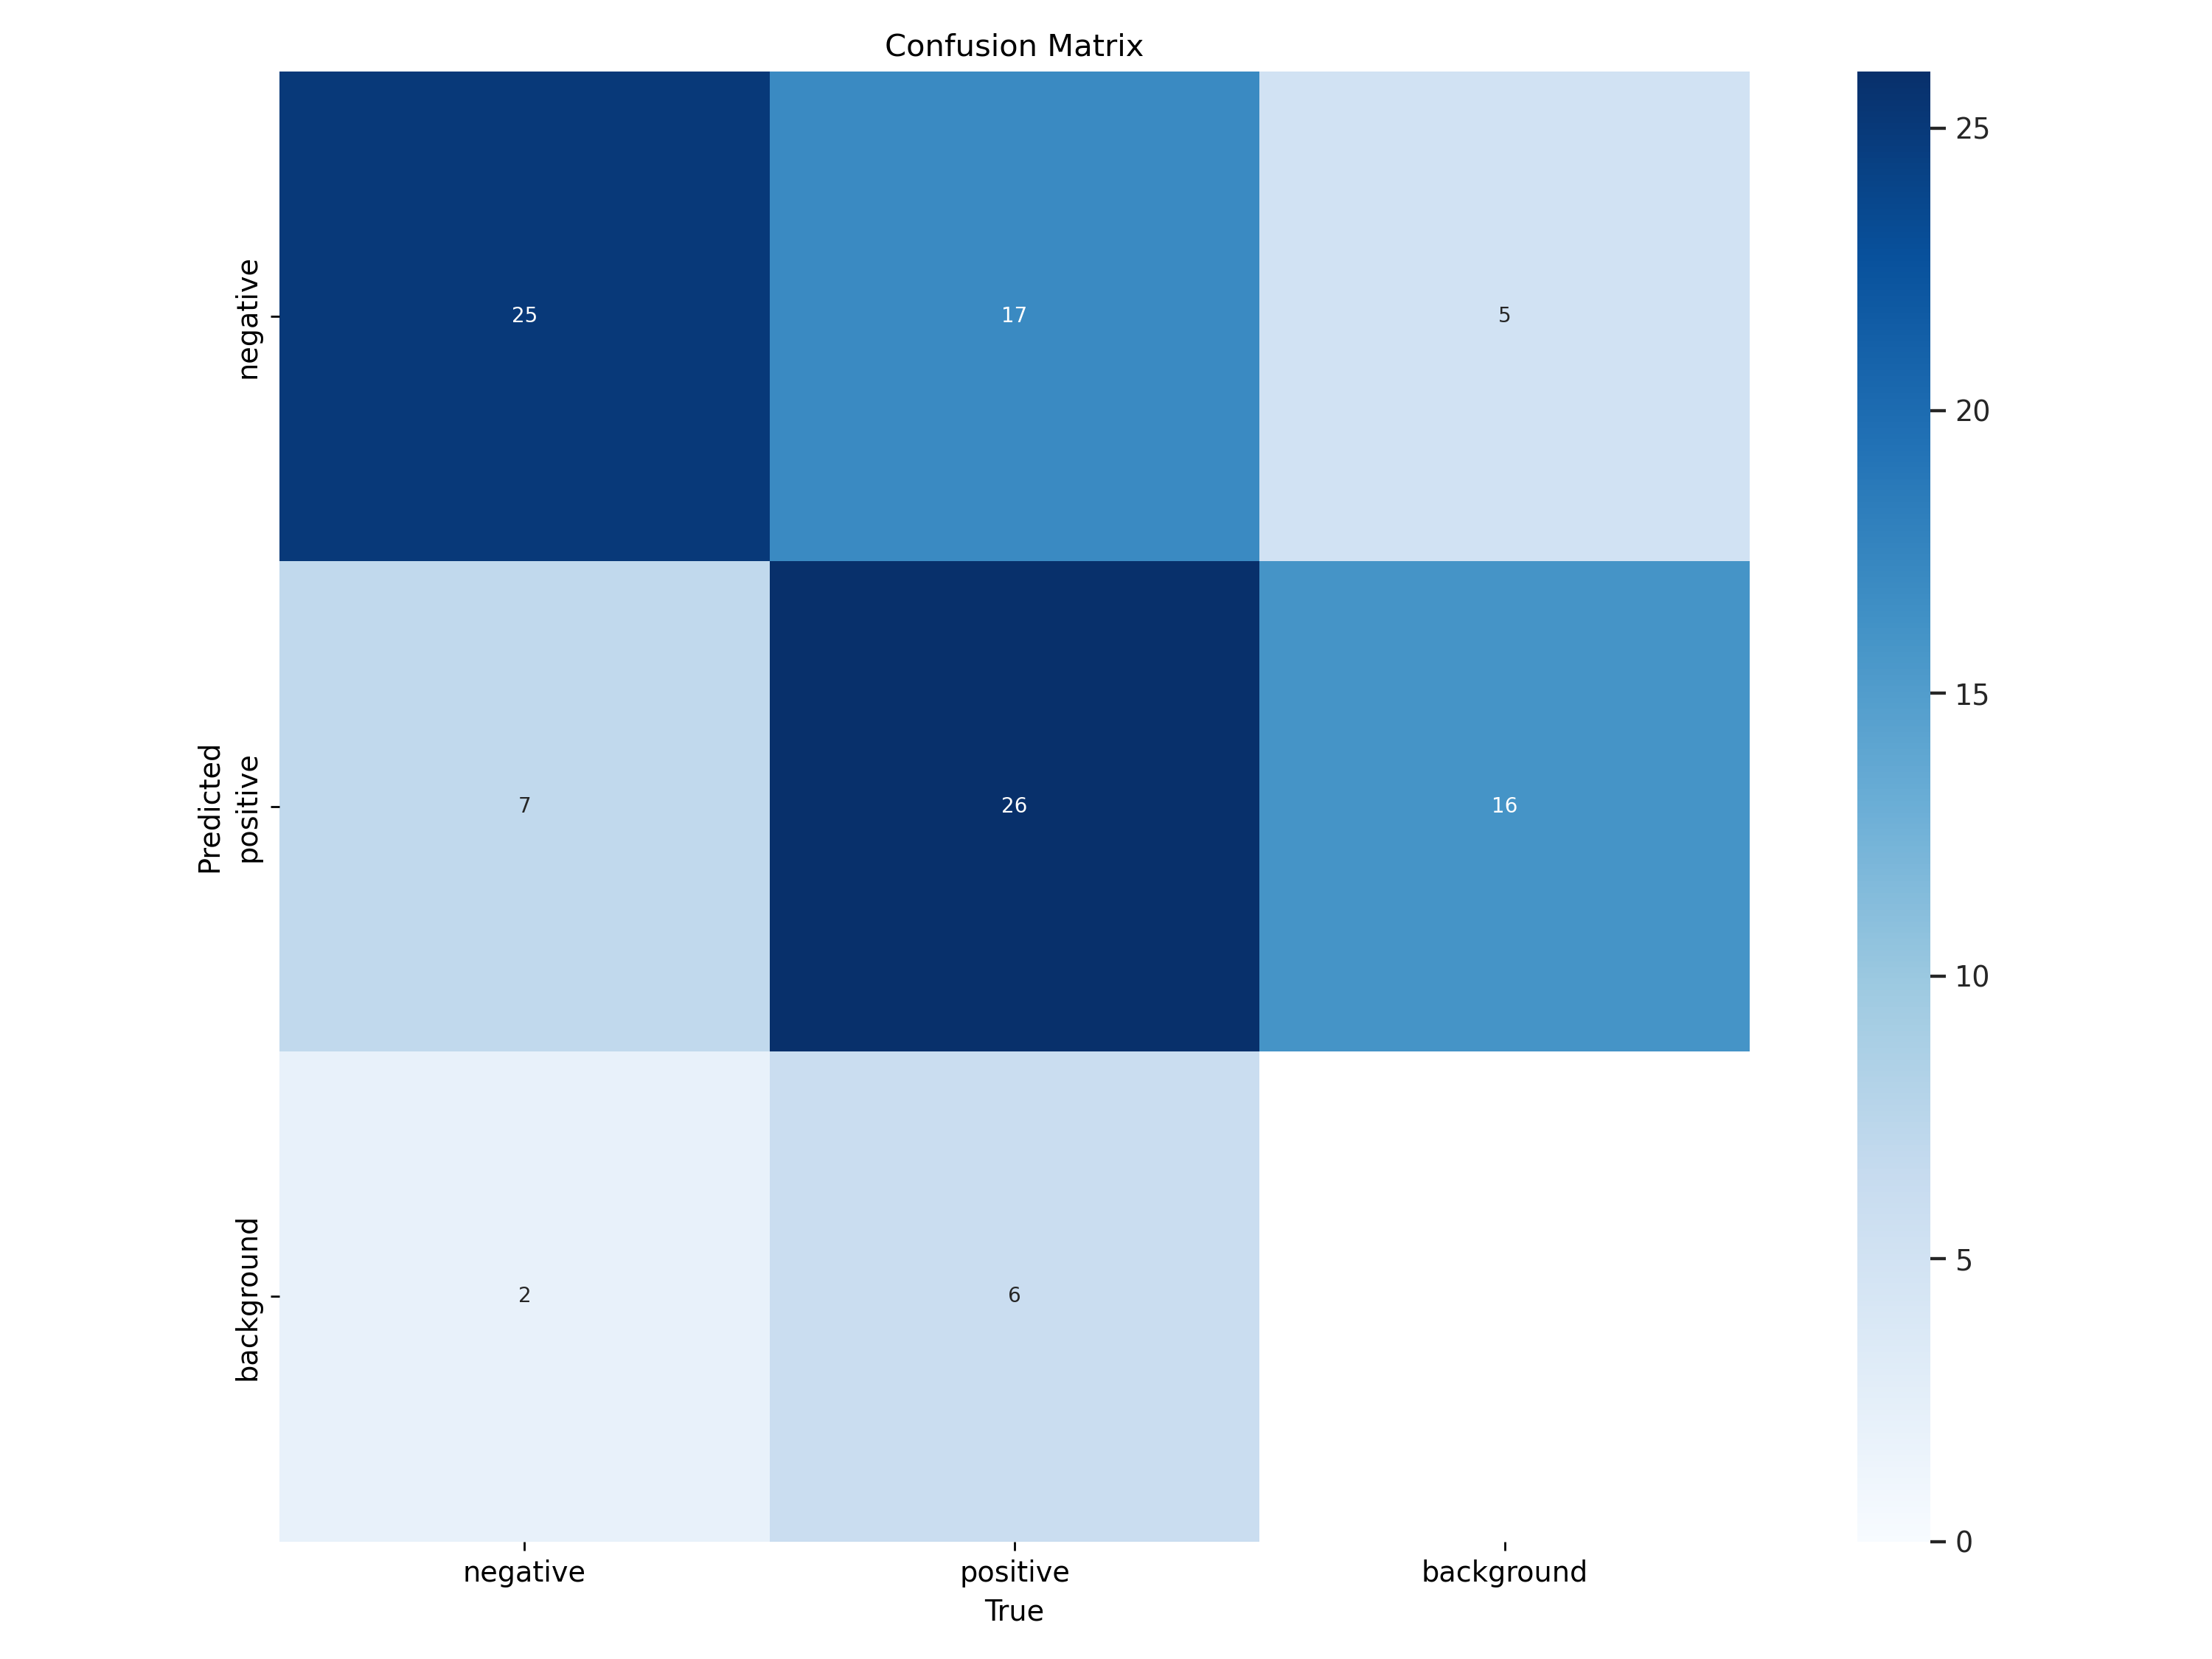 Confusion Matrix
negative
25 17 5
25
20
Predicted
positive
7 26 16
15
10
background
2 6
5
0
negative positive background
True